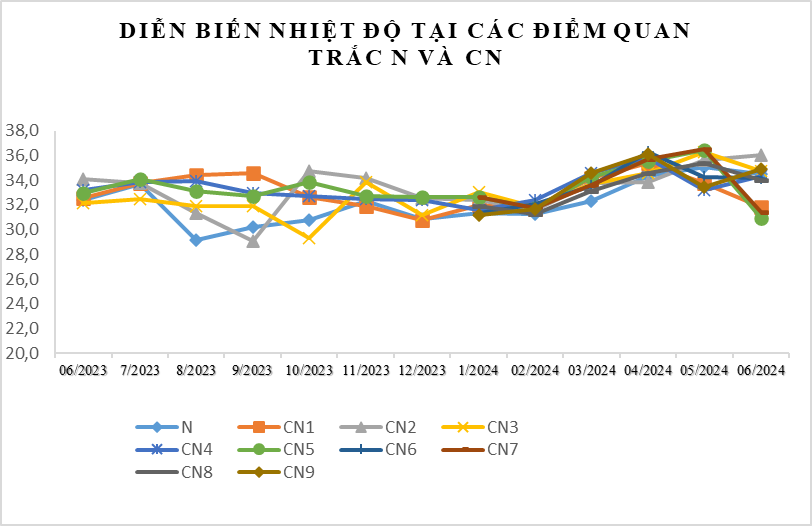 DIỄN BIẾN NHIỆT ĐỘ TẠI CÁC ĐIỂM QUAN
TRẮC N VÀ CN
38,0
36,0
34,0
32,0
30,0
28,0
26,0
24,0
22,0
20,0
06/2023 7/2023 8/2023 9/2023 10/2023 11/2023 12/2023 1/2024 02/2024 03/2024 04/2024 05/2024 06/2024
N CN1 CN2 CN3
CN4 CN5 CN6 CN7
CN8 CN9